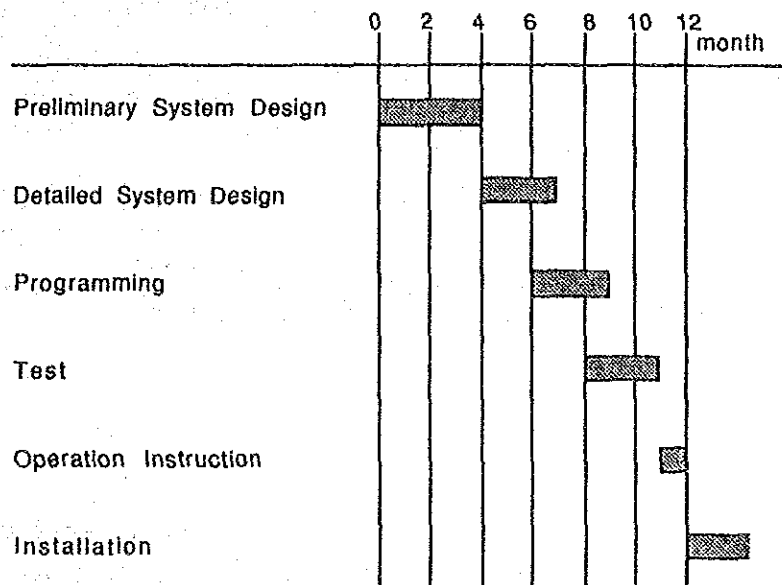 0 2 4 6 8 10 12
month
Preliminary System Design
Detailed System Design
Programming
Test
Operation Instruction
Installation